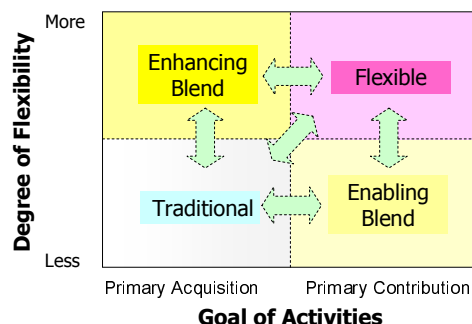 More
Degree of Flexibility
Enhancing
Blend
Flexible
Traditional
Enabling
Blend
Less
Primary Acquisition
Primary Contribution
Goal of Activities